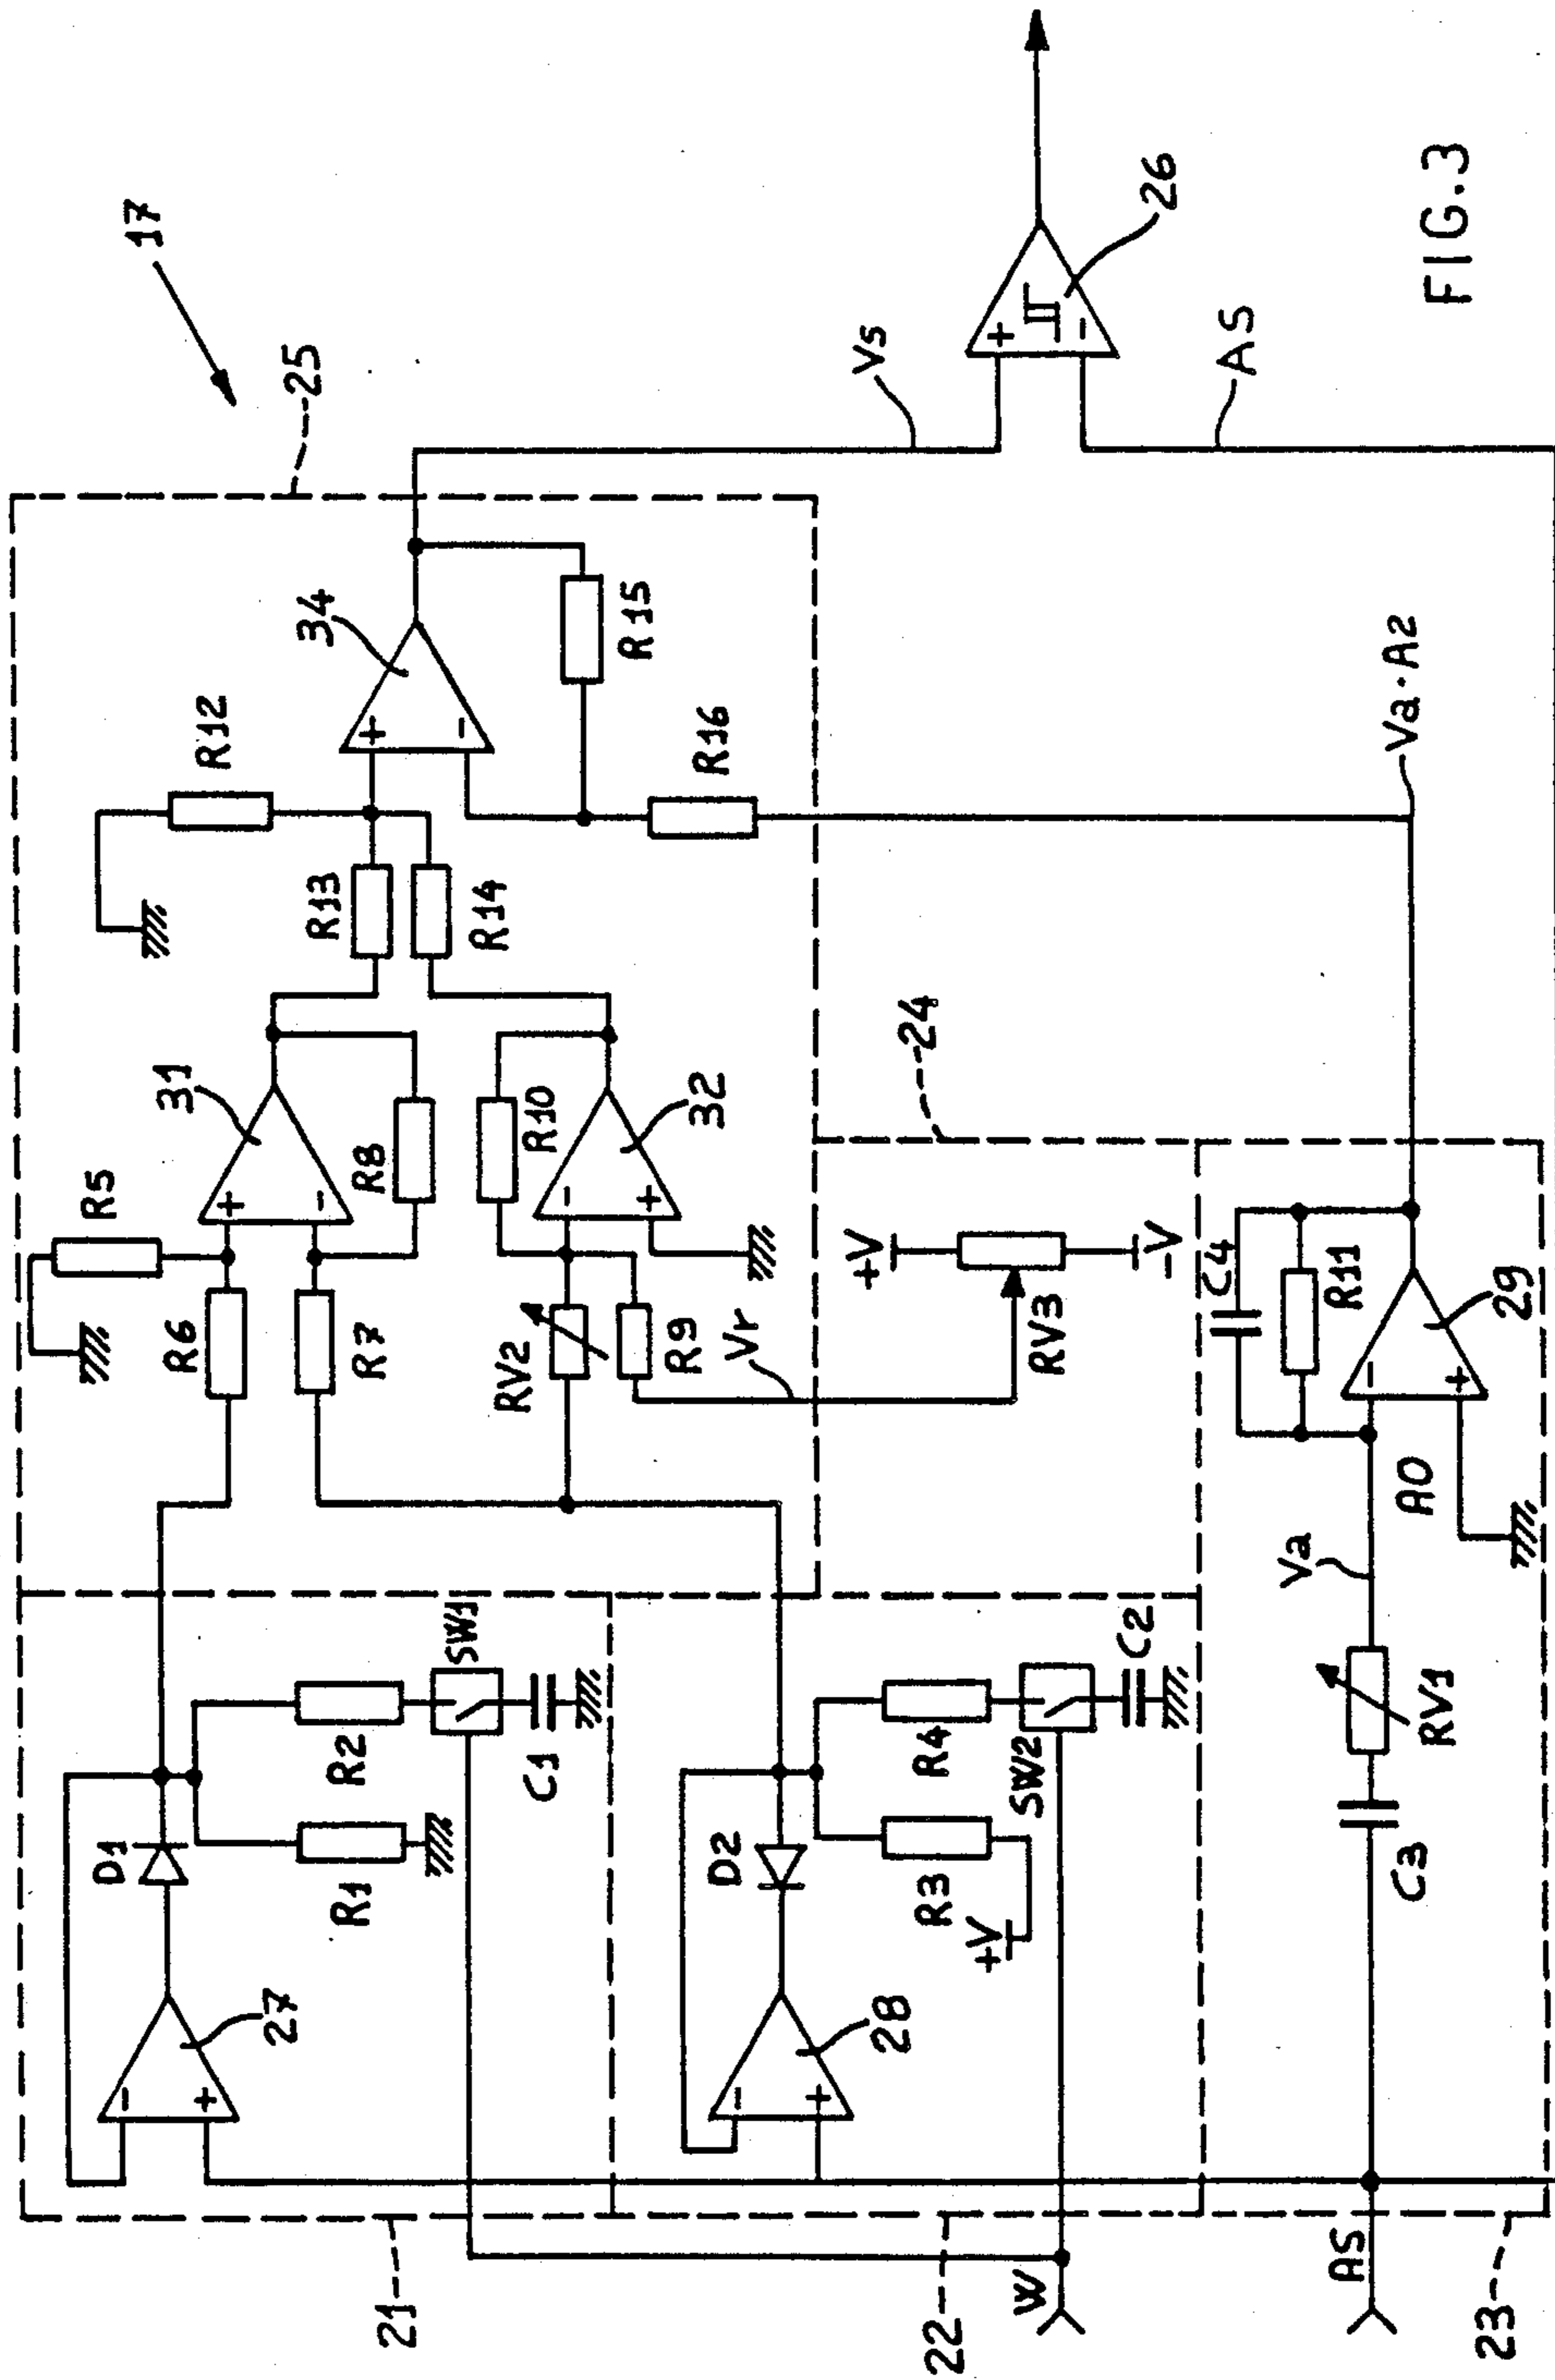 17
25
R12
34
+
-
R15
R16
R13
R14
R5
31
+
-
R6
R7
R8
R10
-
+
32
RV2
R9
Vr
24
+V
RV3
-V
Vs
+
-
26
AS
FIG.3
Va·A2
D1
-
+
27
R1
R2
SW1
C1
21
D2
-
+
28
R3
+V
R4
SW2
C2
22
W
C4
R11
-
+
29
A0
Va
RV1
C3
AS
23